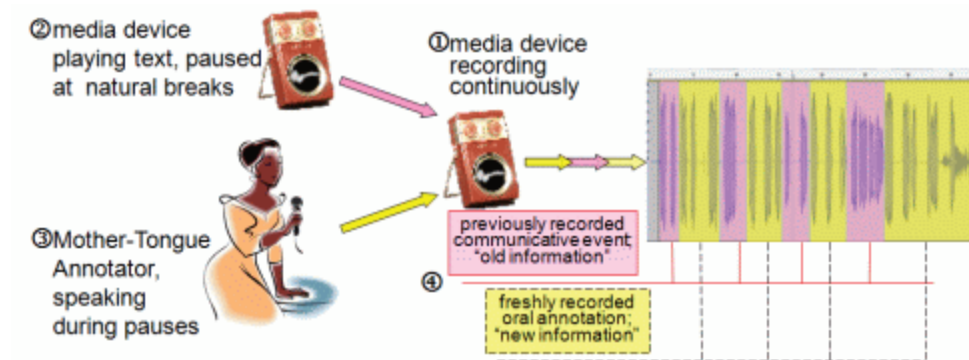 ②media device
playing text, paused
at natural breaks
①media device
recording
continuously
③Mother-Tongue
Annotator,
speaking
during pauses
previously recorded
communicative event;
“old information”
④
freshly recorded
oral annotation;
“new information”